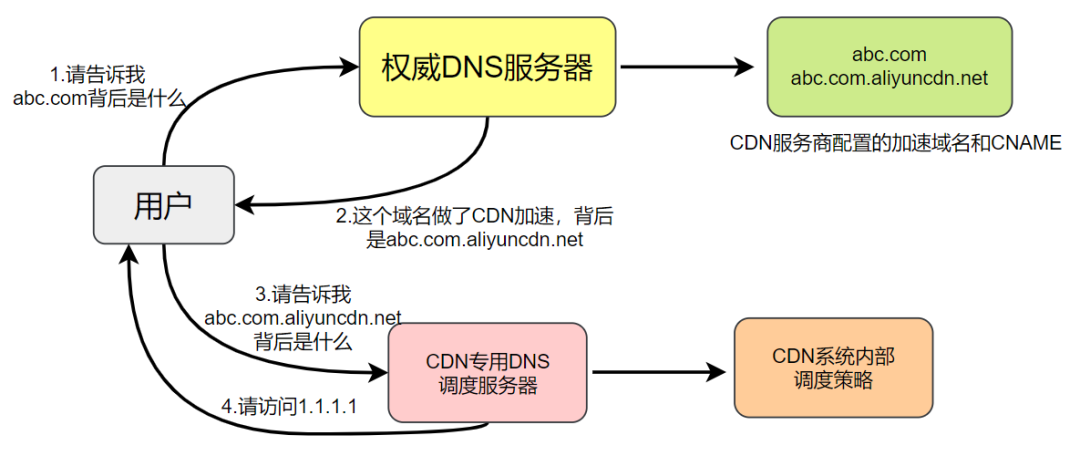 1.请告诉我
abc.com背后是什么
权威DNS服务器
abc.com
abc.com.aliyuncdn.net
CDN服务商配置的加速域名和CNAME
用户
2.这个域名做了CDN加速，背后
是abc.com.aliyuncdn.net
3.请告诉我
abc.com.aliyuncdn.net
背后是什么
CDN专用DNS
调度服务器
CDN系统内部
调度策略
4.请访问1.1.1.1